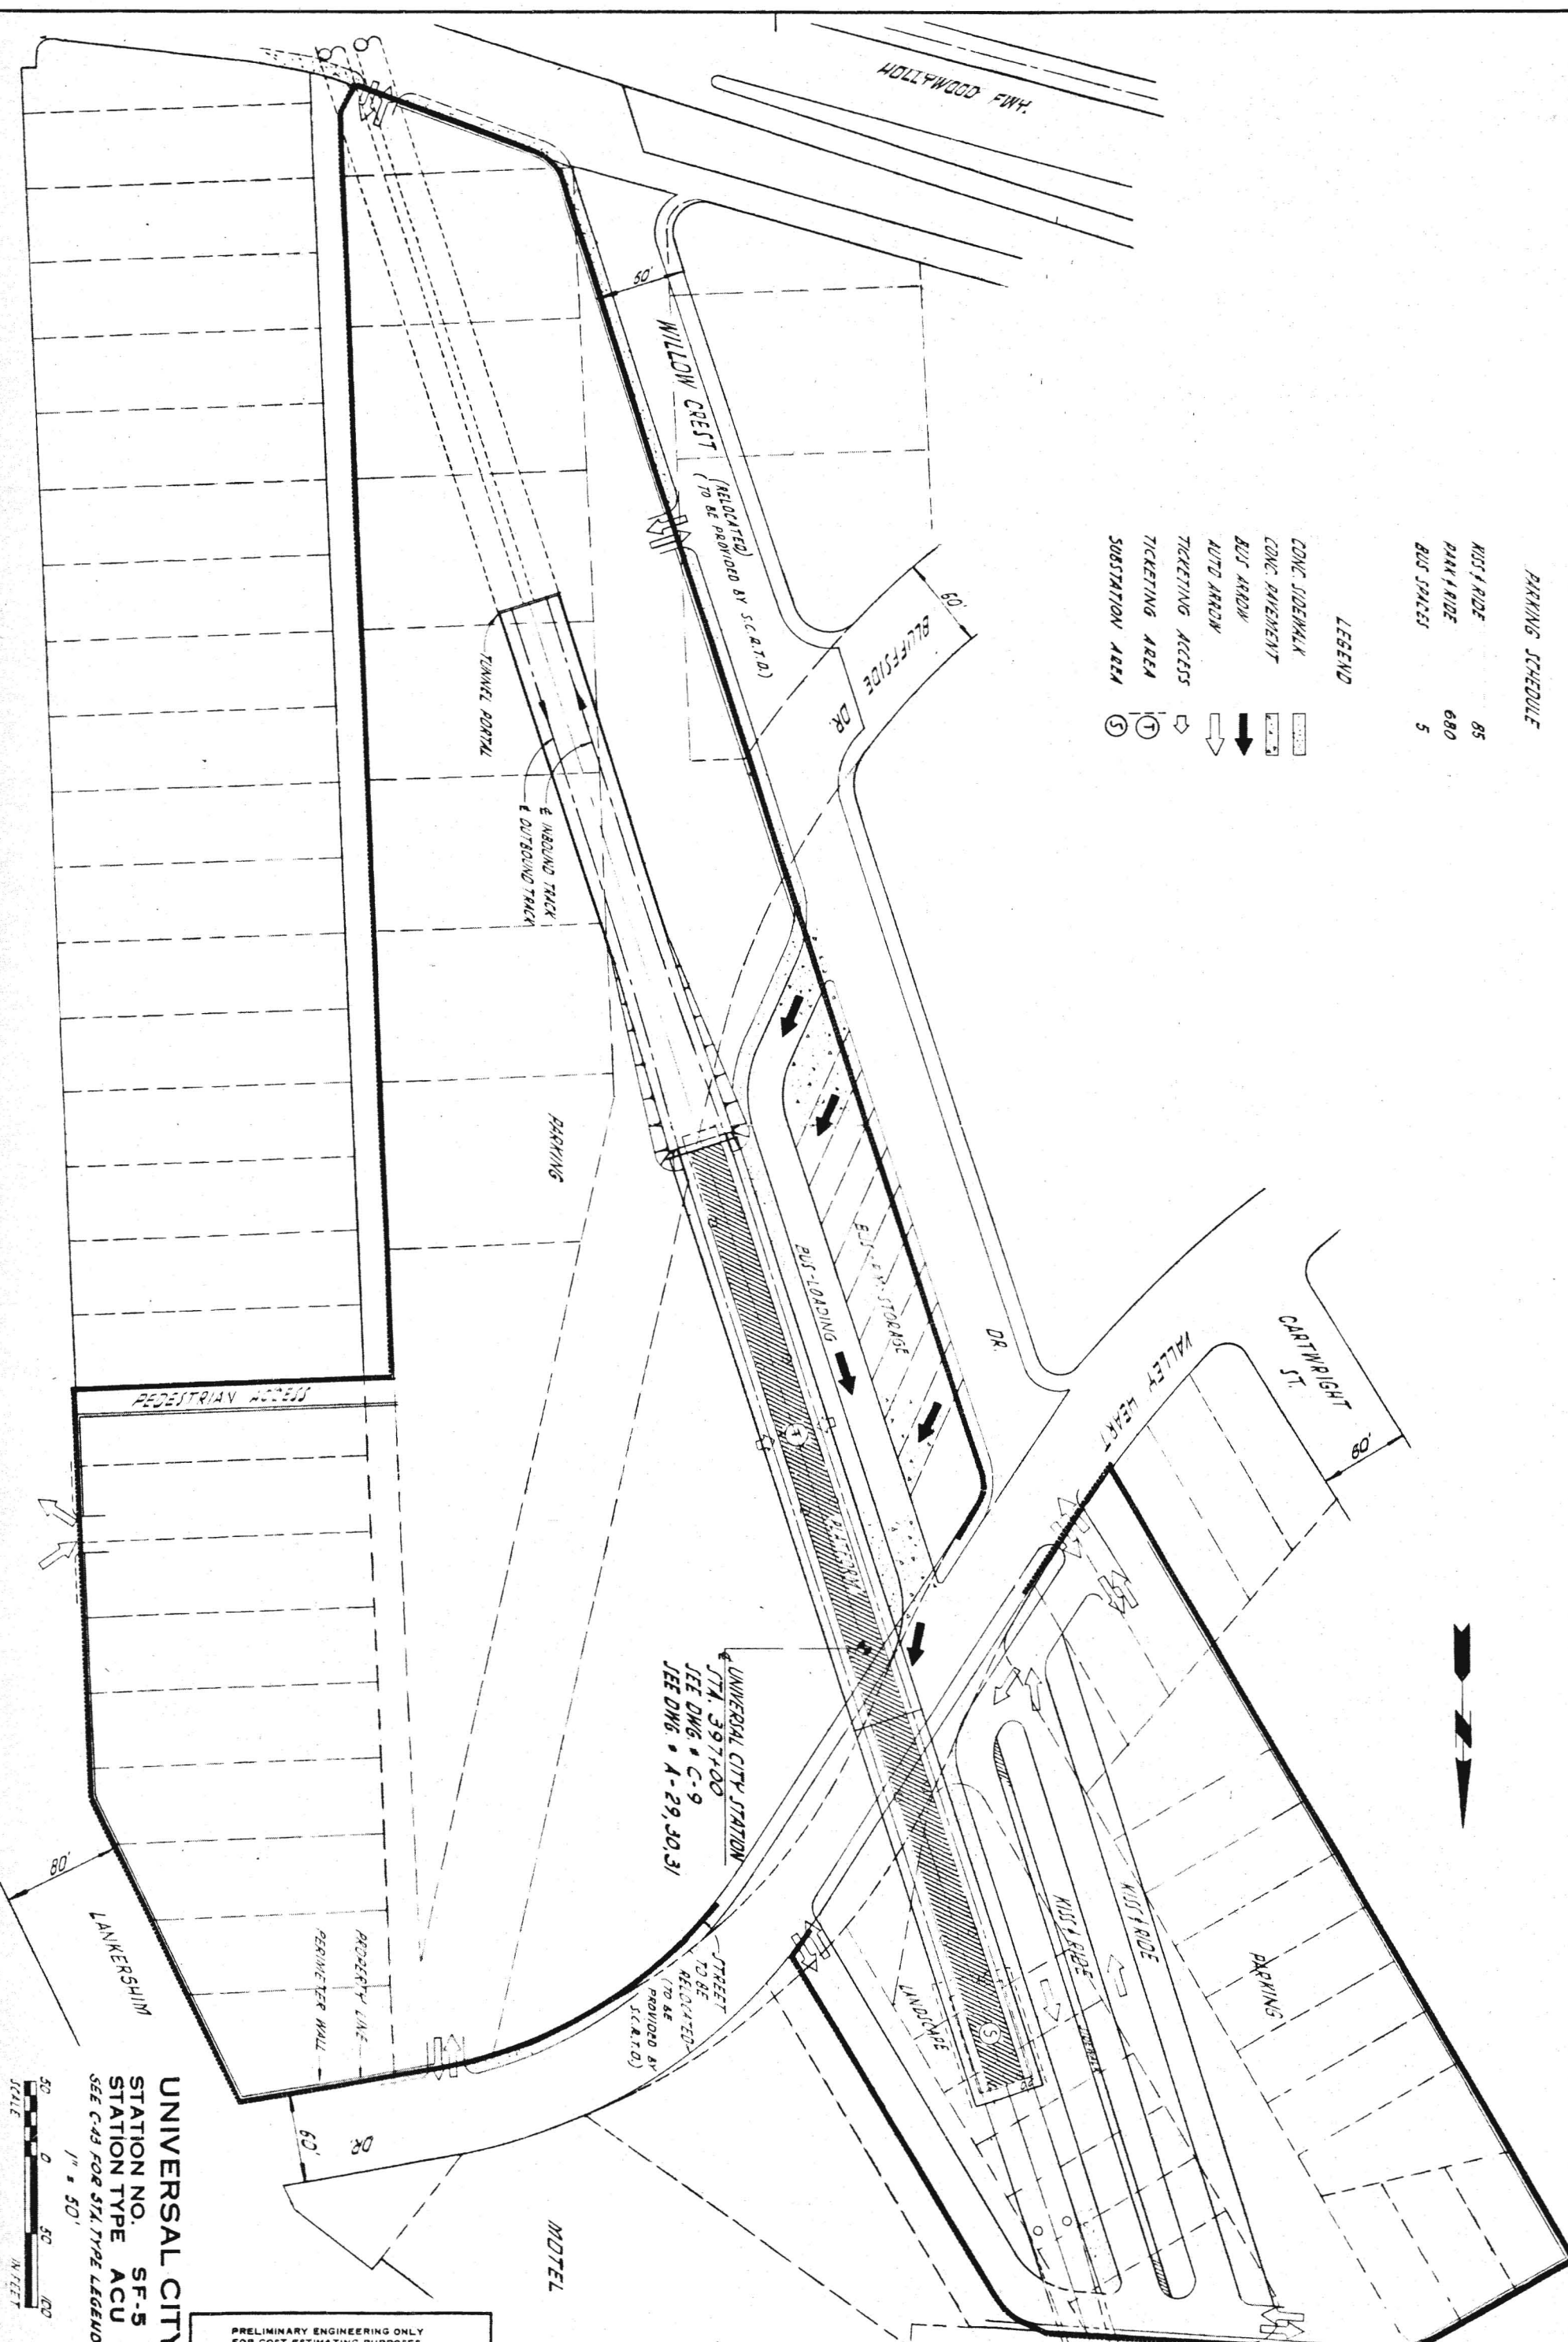 HOLLYWOOD FWY.
PARKING SCHEDULE
KISS & RIDE 85
PARK & RIDE 680
BUS SPACES 5
LEGEND
CONC. SIDEWALK
CONC. PAVEMENT
BUS ARROW
AUTO ARROW
TICKETING ACCESS
TICKETING AREA T
SUBSTATION AREA S
50'
WILLOW CREST
(RELOCATED)
(TO BE PROVIDED BY S.C.R.T.D.)
60'
BLUFFSIDE
DR.
TUNNEL PORTAL
℄ INBOUND TRACK
℄ OUTBOUND TRACK
PARKING
BUS-LOADING
STORAGE
DR.
VALLEY HEART
CARTWRIGHT
ST.
60'
PEDESTRIAN ACCESS
T
PLATFORM
℄ UNIVERSAL CITY STATION
STA. 397+00
SEE DWG. # C-9
SEE DWG. # A-29,30,31
KISS & RIDE
KISS & RIDE
PARKING
SIDEWALK
LANDSCAPE
S
STREET
TO BE
RELOCATED
(TO BE
PROVIDED BY
S.C.R.T.D.)
PROPERTY LINE
PERIMETER WALL
80'
LANKERSHIM
60'
DR.
MOTEL
UNIVERSAL CITY
STATION NO. SF-5
STATION TYPE ACU
SEE C-43 FOR STA. TYPE LEGEND
1" = 50'
50 0 50 100
SCALE IN FEET
PRELIMINARY ENGINEERING ONLY
FOR COST ESTIMATING PURPOSES